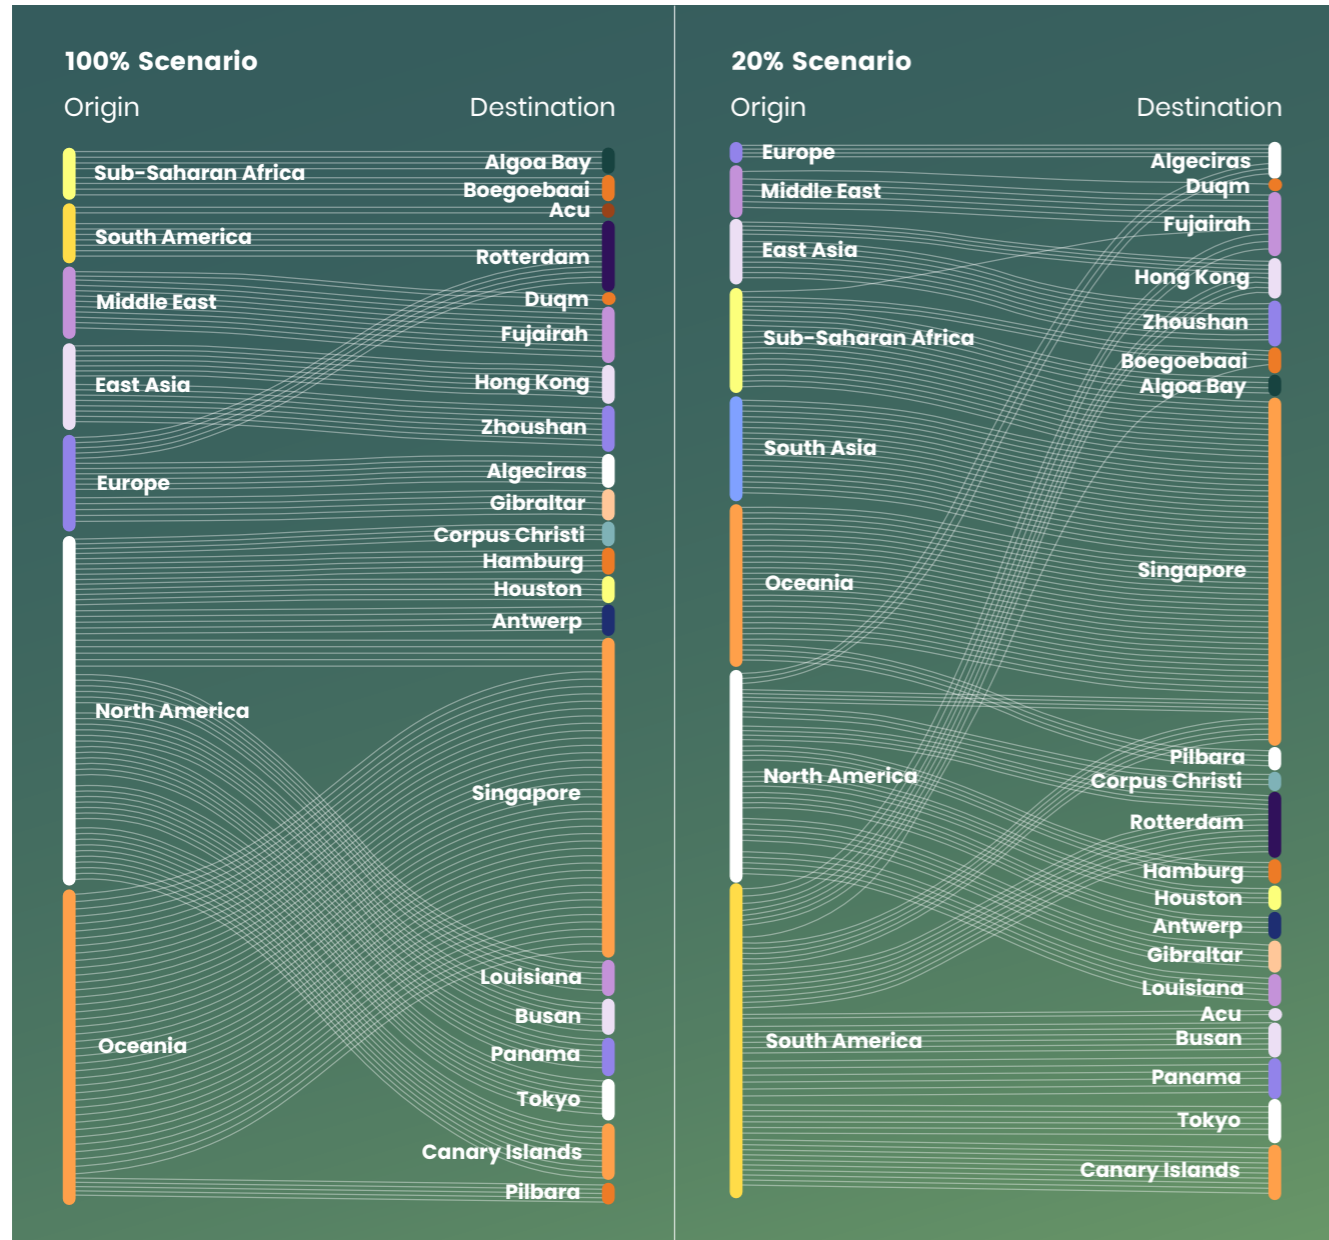 100% Scenario
Origin
Destination
Sub-Saharan Africa
South America
Middle East
East Asia
Europe
North America
Oceania
Algoa Bay
Boegoebaai
Acu
Rotterdam
Duqm
Fujairah
Hong Kong
Zhoushan
Algeciras
Gibraltar
Corpus Christi
Hamburg
Houston
Antwerp
Singapore
Louisiana
Busan
Panama
Tokyo
Canary Islands
Pilbara
20% Scenario
Origin
Destination
Europe
Middle East
East Asia
Sub-Saharan Africa
South Asia
Oceania
North America
South America
Algeciras
Duqm
Fujairah
Hong Kong
Zhoushan
Boegoebaai
Algoa Bay
Singapore
Pilbara
Corpus Christi
Rotterdam
Hamburg
Houston
Antwerp
Gibraltar
Louisiana
Acu
Busan
Panama
Tokyo
Canary Islands